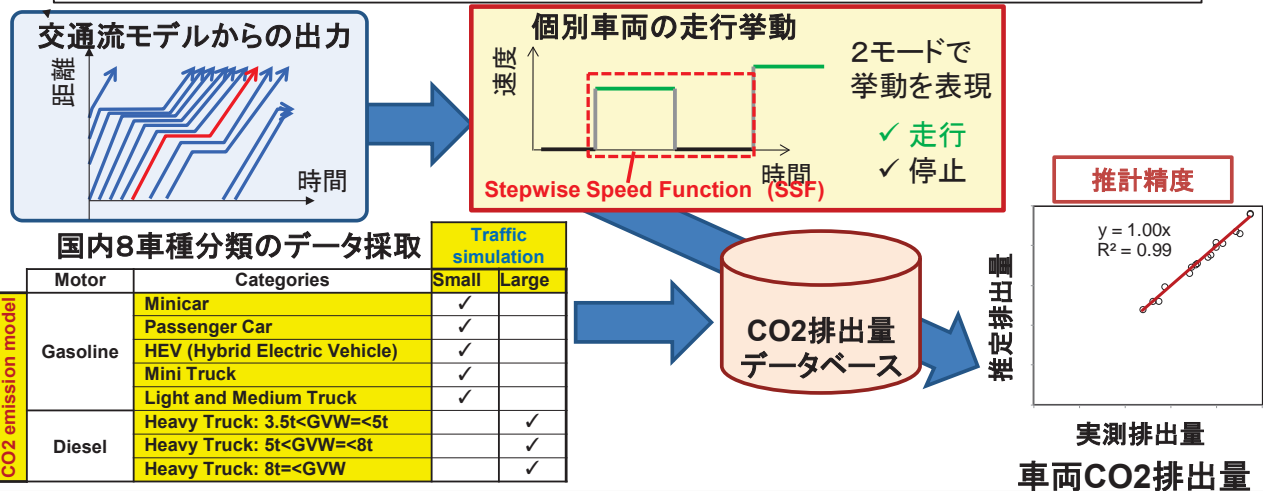 交通流モデルからの出力
距離
時間
個別車両の走行挙動
速度
時間
Stepwise Speed Function (SSF)
2モードで
挙動を表現
✓ 走行
✓ 停止
国内8車種分類のデータ採取
Traffic
simulation
Motor Categories Small Large
CO2 emission model
Gasoline
Minicar ✓
Passenger Car ✓
HEV (Hybrid Electric Vehicle) ✓
Mini Truck ✓
Light and Medium Truck ✓
Diesel
Heavy Truck: 3.5t<GVW=<5t ✓
Heavy Truck: 5t<GVW=<8t ✓
Heavy Truck: 8t=<GVW ✓
CO2排出量
データベース
推計精度
y = 1.00x
R² = 0.99
推定排出量
実測排出量
車両CO2排出量